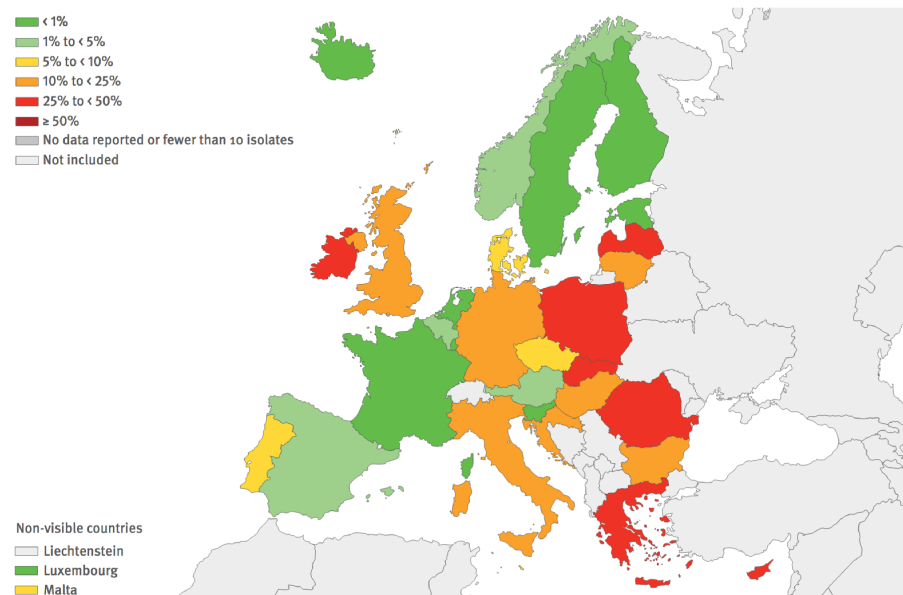 < 1%
1% to < 5%
5% to < 10%
10% to < 25%
25% to < 50%
≥ 50%
No data reported or fewer than 10 isolates
Not included
Non-visible countries
Liechtenstein
Luxembourg
Malta